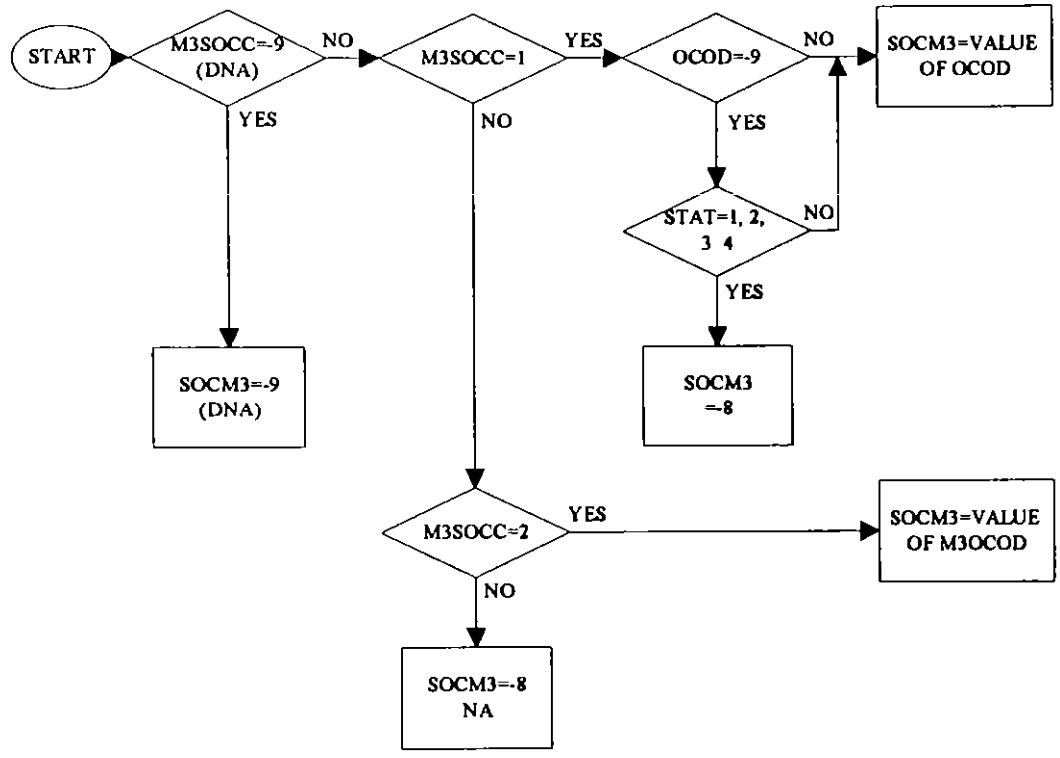 START
M3SOCC=-9
(DNA)
NO
YES
M3SOCC=1
YES
NO
OCOD=-9
NO
YES
SOCM3=VALUE
OF OCOD
STAT=1, 2,
3 4
NO
YES
SOCM3=-9
(DNA)
SOCM3
=-8
M3SOCC=2
YES
NO
SOCM3=VALUE
OF M3OCOD
SOCM3=-8
NA